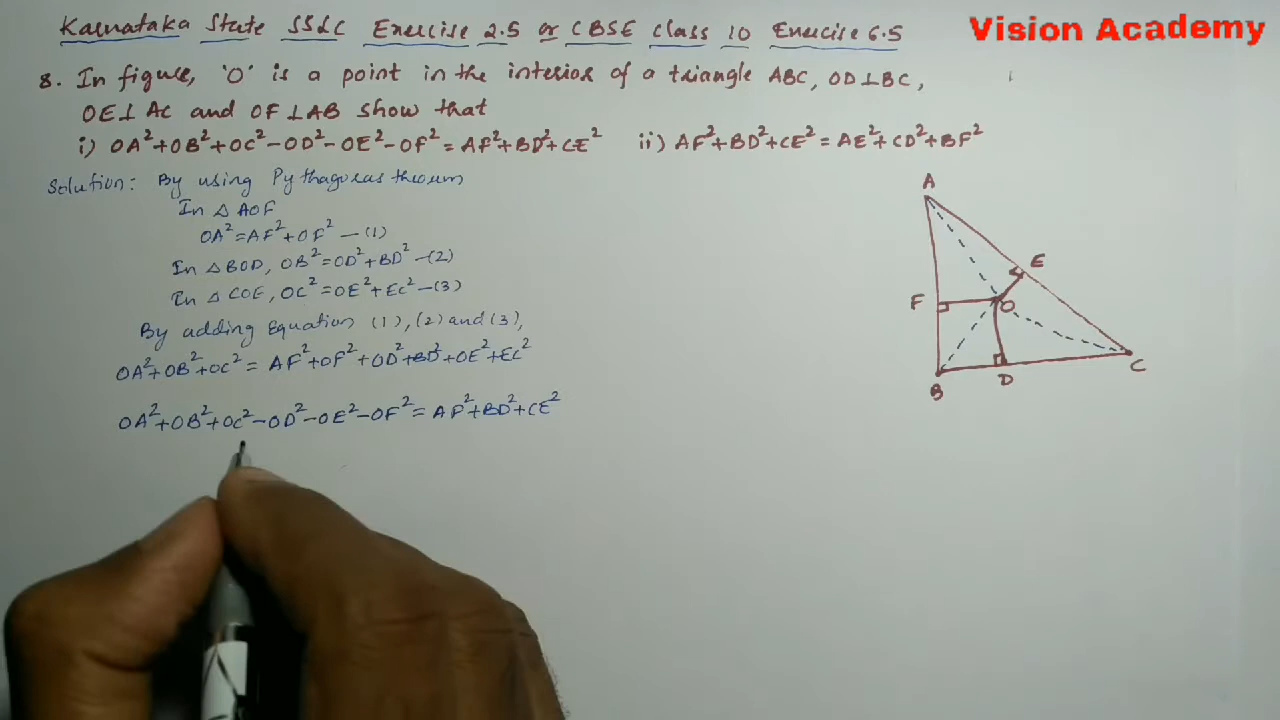 Karnataka State SSLC Exercise 2.5 or CBSE Class 10 Exercise 6.5
Vision Academy
8. In figure, 'O' is a point in the interior of a triangle ABC, OD⊥BC,
OE⊥AC and OF⊥AB show that
i) OA²+OB²+OC²-OD²-OE²-OF²=AF²+BD²+CE² ii) AF²+BD²+CE²=AE²+CD²+BF²
Solution: By using Pythagoras theorem
In △ AOF
OA²=AF²+OF² —(1)
In △BOD, OB²=OD²+BD² —(2)
In △ COE, OC²=OE²+EC² —(3)
By adding Equation (1),(2) and (3),
OA²+OB²+OC²= AF²+OF²+OD²+BD²+OE²+EC²
OA²+OB²+OC²-OD²-OE²-OF²=AF²+BD²+CE²
A
E
F
O
C
D
B